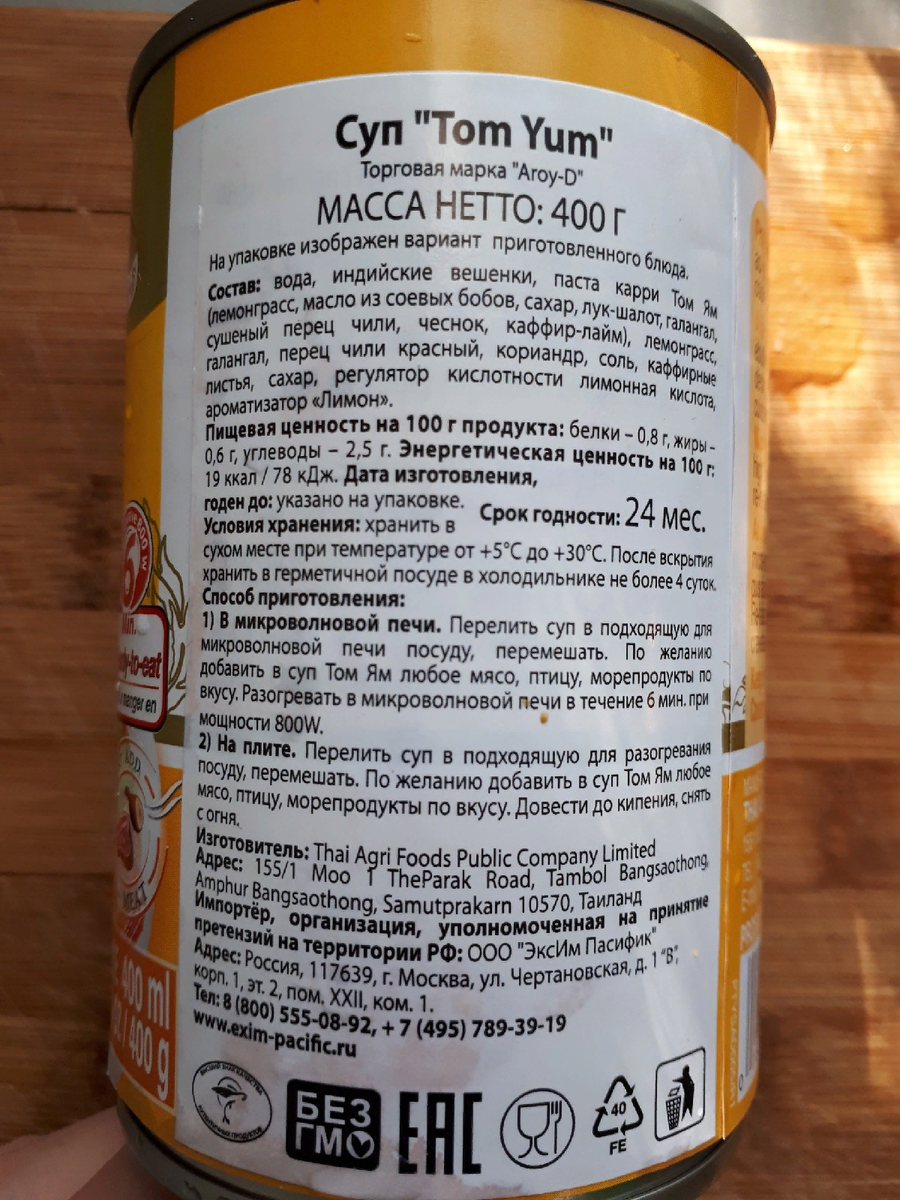 Суп "Tom Yum"
Торговая марка "Aroy-D"
МАССА НЕТТО: 400 Г
На упаковке изображен вариант приготовленного блюда.
Состав: вода, индийские вешенки, паста карри Том Ям
(лемонграсс, масло из соевых бобов, сахар, лук-шалот, галангал,
сушеный перец чили, чеснок, каффир-лайм), лемонграсс,
галангал, перец чили красный, кориандр, соль, каффирные
листья, сахар, регулятор кислотности лимонная кислота,
ароматизатор «Лимон».
Пищевая ценность на 100 г продукта: белки – 0,8 г, жиры –
0,6 г, углеводы – 2,5 г. Энергетическая ценность на 100 г:
19 ккал / 78 кДж. Дата изготовления,
годен до: указано на упаковке. Срок годности: 24 мес.
Условия хранения: хранить в
сухом месте при температуре от +5°C до +30°C. После вскрытия
хранить в герметичной посуде в холодильнике не более 4 суток.
Способ приготовления:
1) В микроволновой печи. Перелить суп в подходящую для
микроволновой печи посуду, перемешать. По желанию
добавить в суп Том Ям любое мясо, птицу, морепродукты по
вкусу. Разогревать в микроволновой печи в течение 6 мин. при
мощности 800W.
2) На плите. Перелить суп в подходящую для разогревания
посуду, перемешать. По желанию добавить в суп Том Ям любое
мясо, птицу, морепродукты по вкусу. Довести до кипения, снять
с огня.
Изготовитель: Thai Agri Foods Public Company Limited
Адрес: 155/1 Moo 1 TheParak Road, Tambol Bangsaothong,
Amphur Bangsaothong, Samutprakarn 10570, Таиланд
Импортёр, организация, уполномоченная на принятие
претензий на территории РФ: ООО "ЭксИм Пасифик"
Адрес: Россия, 117639, г. Москва, ул. Чертановская, д. 1 "В",
корп. 1, эт. 2, пом. XXII, ком. 1.
Тел: 8 (800) 555-08-92, + 7 (495) 789-39-19
www.exim-pacific.ru
БЕЗ
ГМО
EAC
40
FE
ADD
MEAT
400 ml
400 g